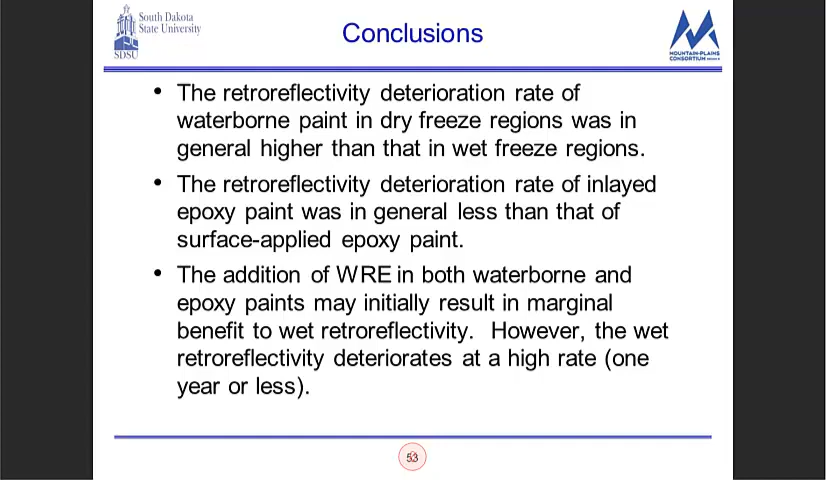 South Dakota
State University
SDSU
Conclusions
MOUNTAIN-PLAINS
CONSORTIUM
• The retroreflectivity deterioration rate of
waterborne paint in dry freeze regions was in
general higher than that in wet freeze regions.
• The retroreflectivity deterioration rate of inlayed
epoxy paint was in general less than that of
surface-applied epoxy paint.
• The addition of WRE in both waterborne and
epoxy paints may initially result in marginal
benefit to wet retroreflectivity. However, the wet
retroreflectivity deteriorates at a high rate (one
year or less).
53